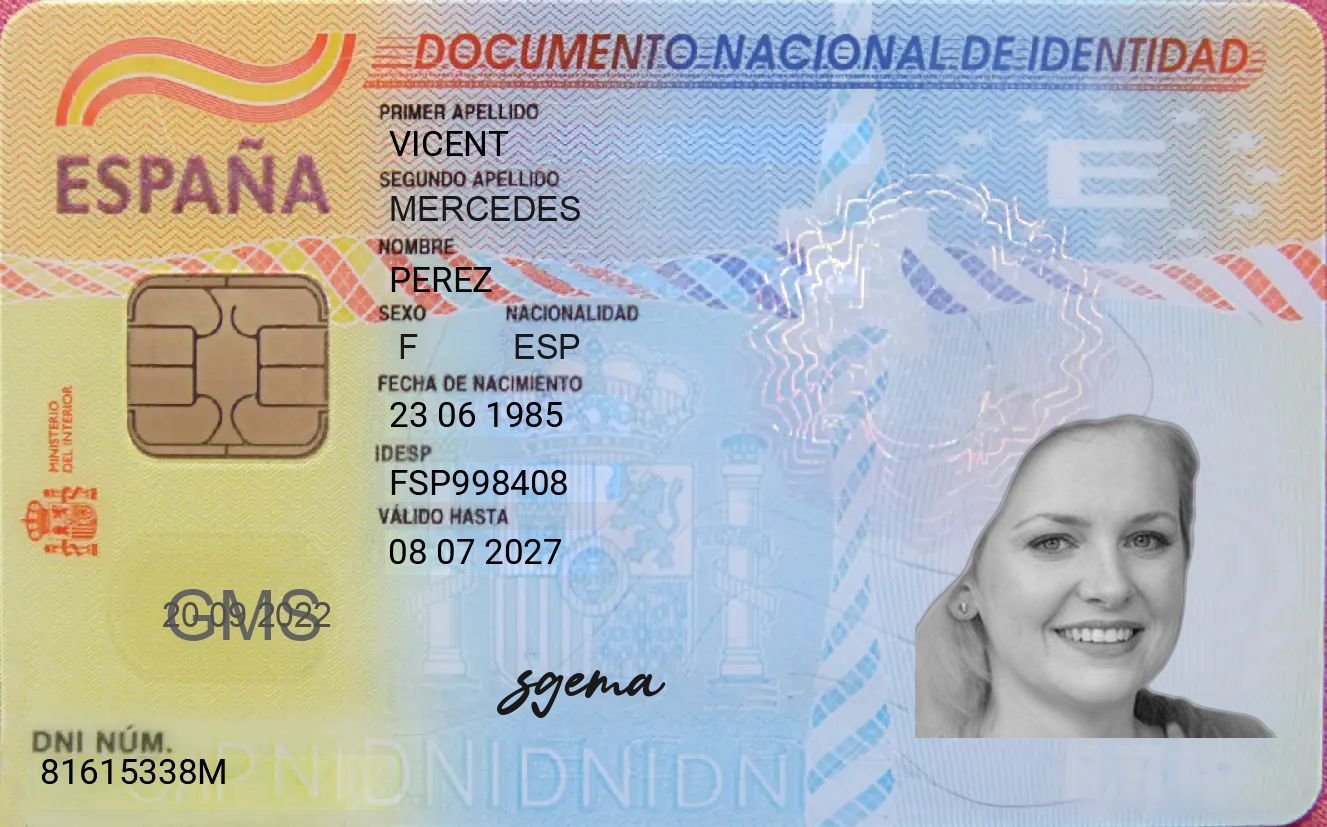 DOCUMENTO NACIONAL DE IDENTIDAD
ESPAÑA
PRIMER APELLIDO
VICENT
SEGUNDO APELLIDO
MERCEDES
NOMBRE
PEREZ
SEXO NACIONALIDAD
F ESP
FECHA DE NACIMIENTO
23 06 1985
IDESP
FSP998408
VÁLIDO HASTA
08 07 2027
MINISTERIO
DEL INTERIOR
E
20 09 2022
GMS
sgema
DNI NÚM.
81615338M